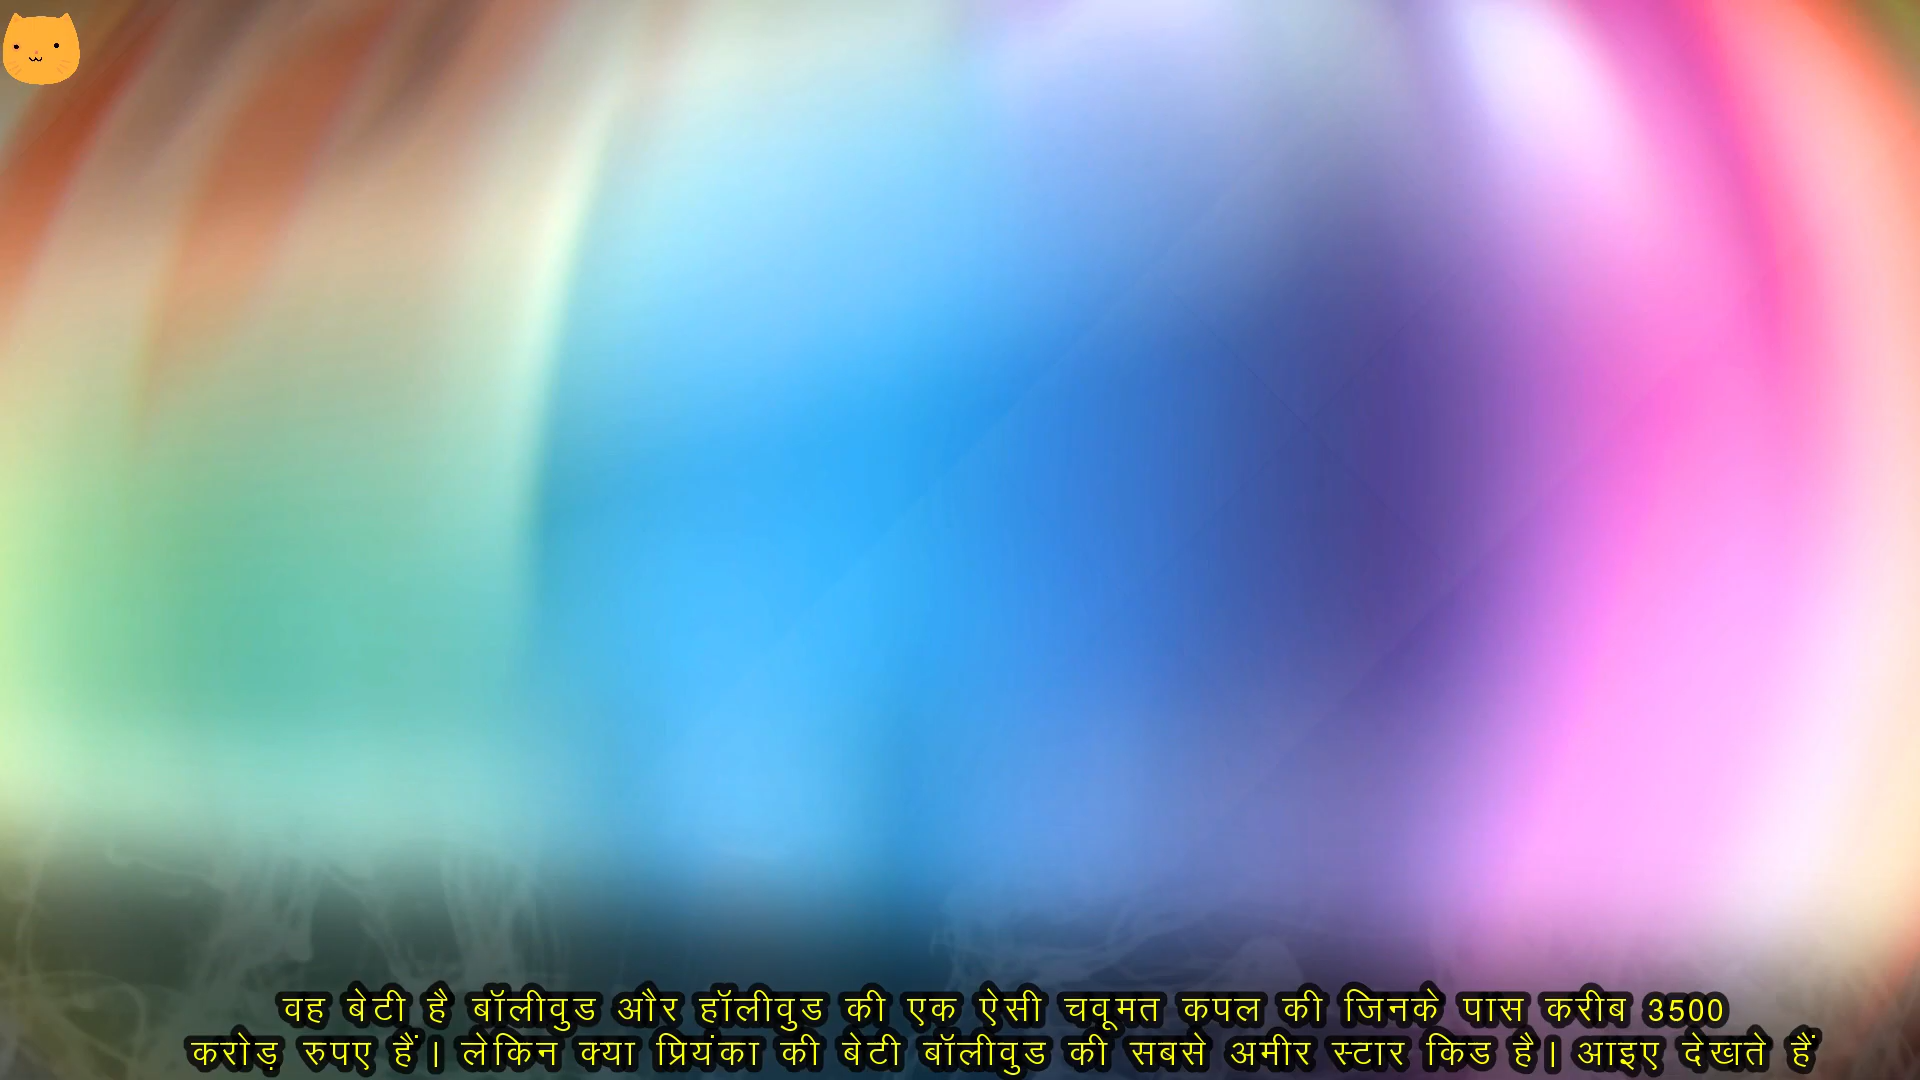 वह बेटी है बॉलीवुड और हॉलीवुड की एक ऐसी चवूमत कपल की जिनके पास करीब 3500
करोड़ रुपए हैं। लेकिन क्या प्रियंका की बेटी बॉलीवुड की सबसे अमीर स्टार किड है। आइए देखते हैं